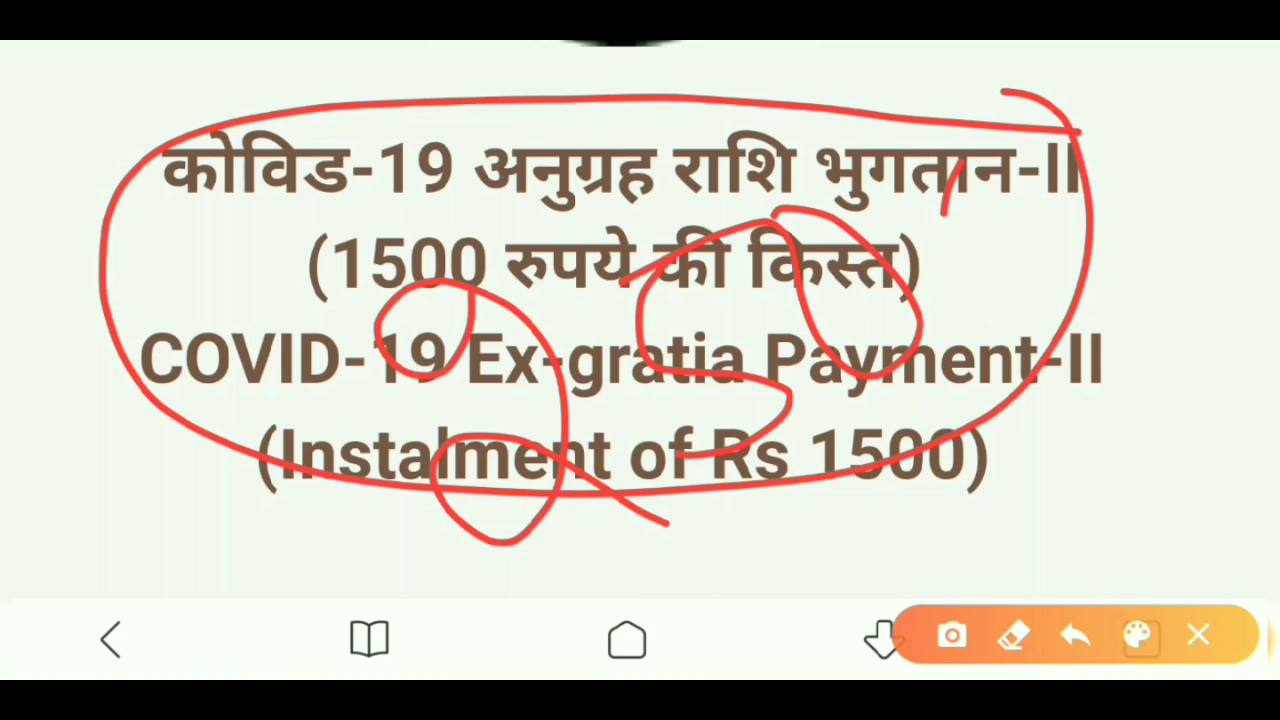 कोविड-19 अनुग्रह राशि भुगतान-II
(1500 रुपये की किस्त)
COVID-19 Ex-gratia Payment-II
(Instalment of Rs 1500)